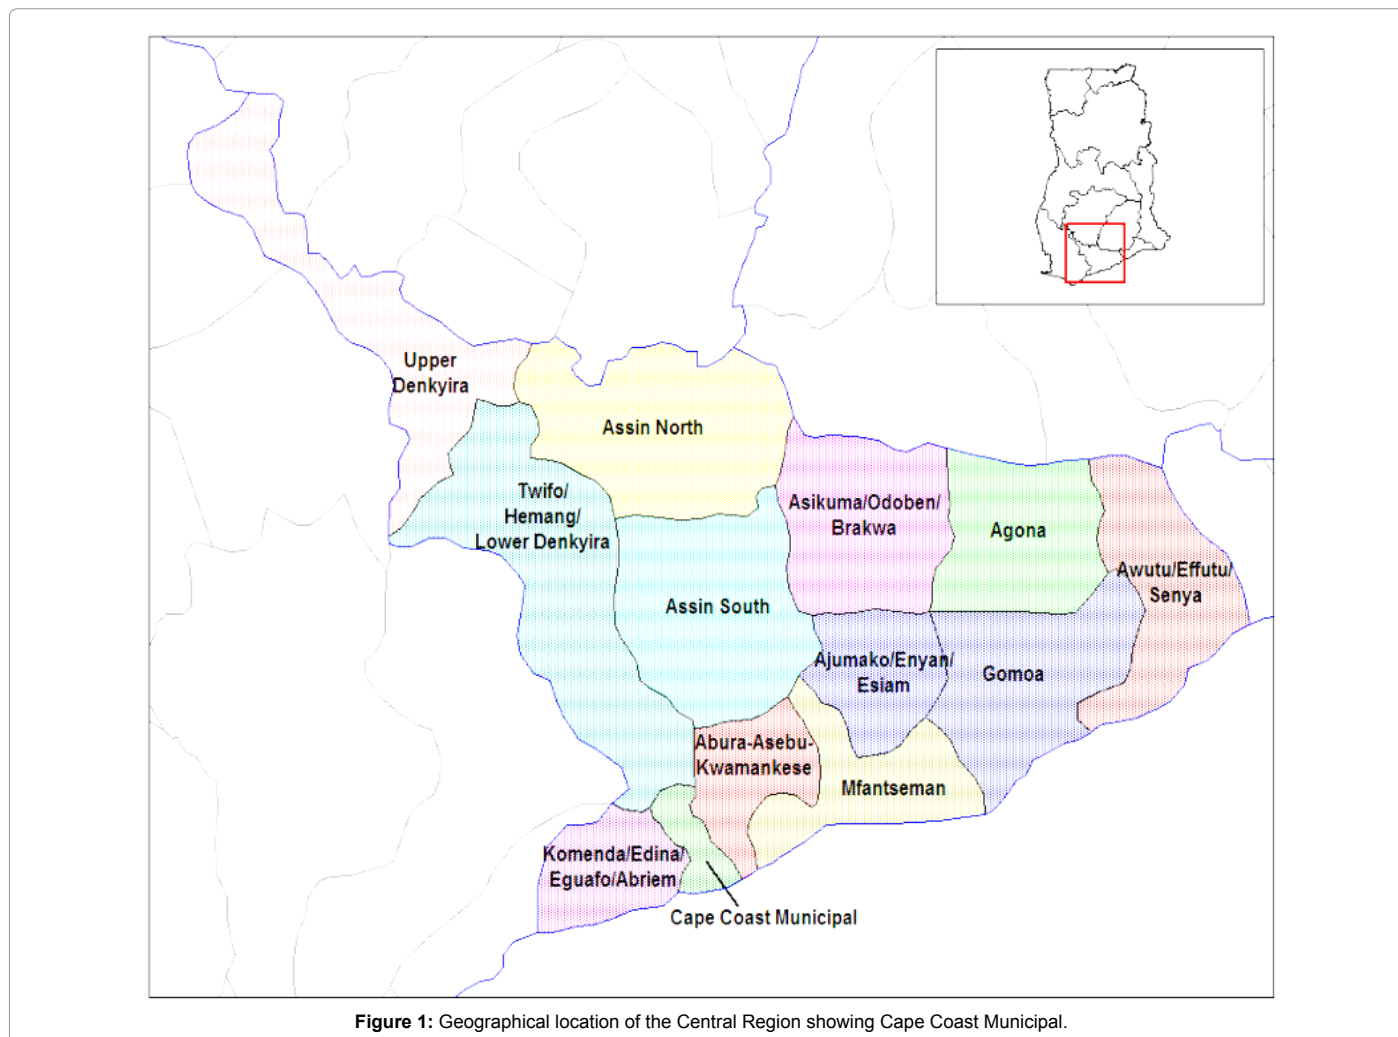 Upper
Denkyira
Assin North
Twifo/
Hemang/
Lower Denkyira
Asikuma/Odoben/
Brakwa
Agona
Awutu/Effutu/
Senya
Assin South
Ajumako/Enyan/
Esiam
Gomoa
Abura-Asebu-
Kwamankese
Mfantseman
Komenda/Edina/
Eguafo/Abriem
Cape Coast Municipal
Figure 1: Geographical location of the Central Region showing Cape Coast Municipal.